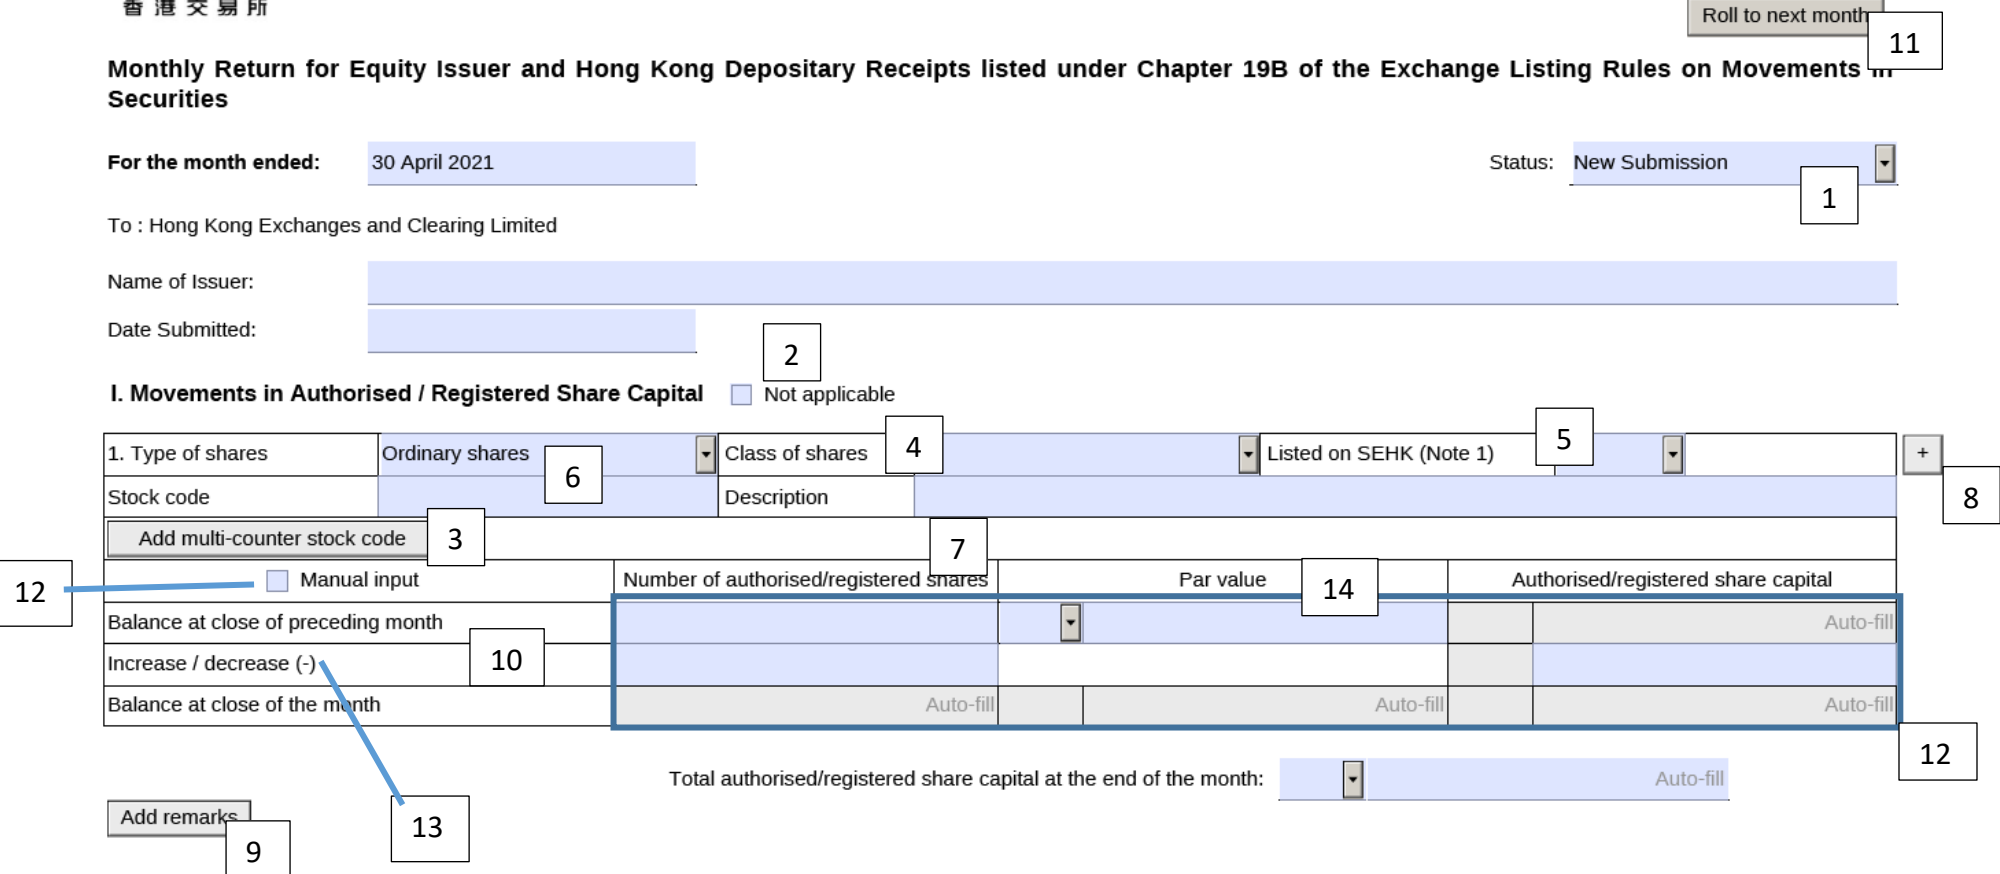 香港交易所
Roll to next month
11
Monthly Return for Equity Issuer and Hong Kong Depositary Receipts listed under Chapter 19B of the Exchange Listing Rules on Movements in
Securities
For the month ended: 30 April 2021 Status: New Submission
1
To : Hong Kong Exchanges and Clearing Limited
Name of Issuer:
Date Submitted:
2
I. Movements in Authorised / Registered Share Capital Not applicable
1. Type of shares Ordinary shares Class of shares 4 Listed on SEHK (Note 1) 5 +
6
Stock code Description 8
Add multi-counter stock code 3
7
12 Manual input Number of authorised/registered shares Par value 14 Authorised/registered share capital
Balance at close of preceding month Auto-fill
Increase / decrease (-) 10
Balance at close of the month Auto-fill Auto-fill Auto-fill
12
Total authorised/registered share capital at the end of the month: Auto-fill
Add remarks
13
9